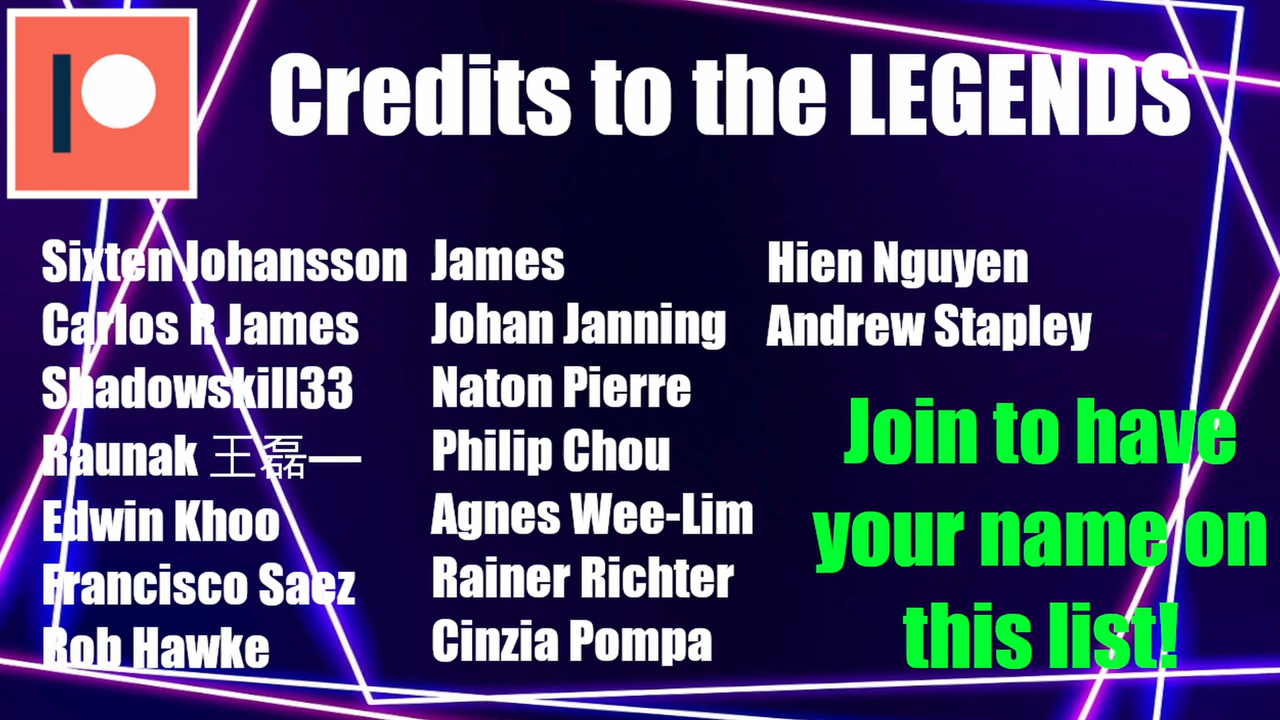 Credits to the LEGENDS
Sixten Johansson
Carlos R James
Shadowskill33
Raunak 王磊一
Edwin Khoo
Francisco Saez
Rob Hawke
James
Johan Janning
Naton Pierre
Philip Chou
Agnes Wee-Lim
Rainer Richter
Cinzia Pompa
Hien Nguyen
Andrew Stapley
Join to have
your name on
this list!